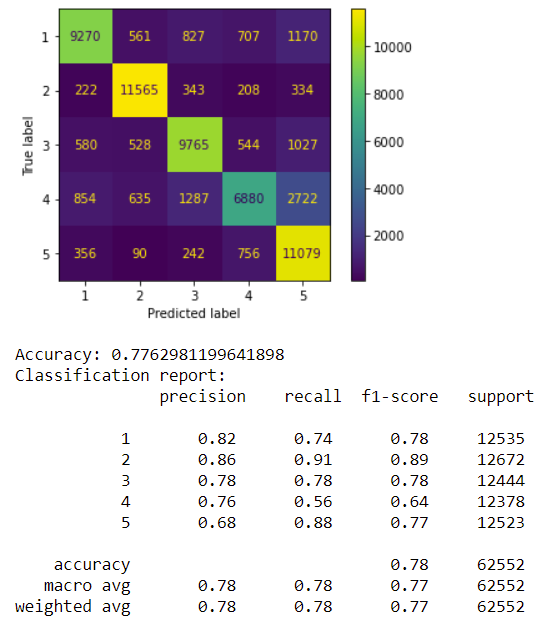 1 9270 561 827 707 1170
10000
2 222 11565 343 208 334
8000
True label
3 580 528 9765 544 1027
6000
4 854 635 1287 6880 2722
4000
2000
5 356 90 242 756 11079
1 2 3 4 5
Predicted label
Accuracy: 0.7762981199641898
Classification report:
precision recall f1-score support
1 0.82 0.74 0.78 12535
2 0.86 0.91 0.89 12672
3 0.78 0.78 0.78 12444
4 0.76 0.56 0.64 12378
5 0.68 0.88 0.77 12523
accuracy 0.78 62552
macro avg 0.78 0.78 0.77 62552
weighted avg 0.78 0.78 0.77 62552